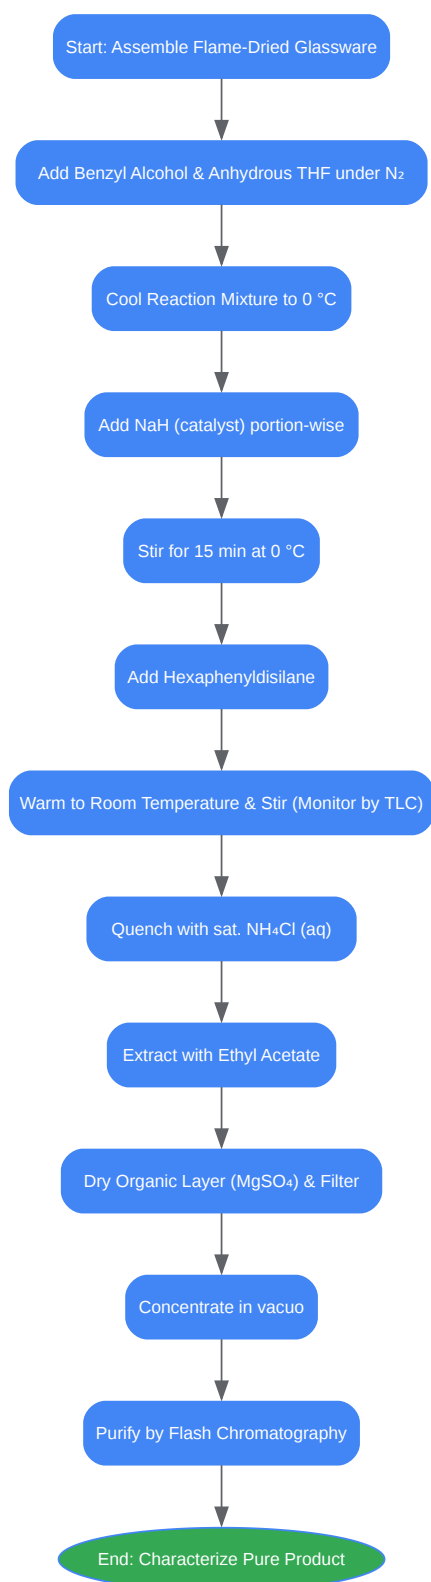 Start: Assemble Flame-Dried Glassware
Add Benzyl Alcohol & Anhydrous THF under N₂
Cool Reaction Mixture to 0 °C
Add NaH (catalyst) portion-wise
Stir for 15 min at 0 °C
Add Hexaphenyldisilane
Warm to Room Temperature & Stir (Monitor by TLC)
Quench with sat. NH₄Cl (aq)
Extract with Ethyl Acetate
Dry Organic Layer (MgSO₄) & Filter
Concentrate in vacuo
Purify by Flash Chromatography
End: Characterize Pure Product